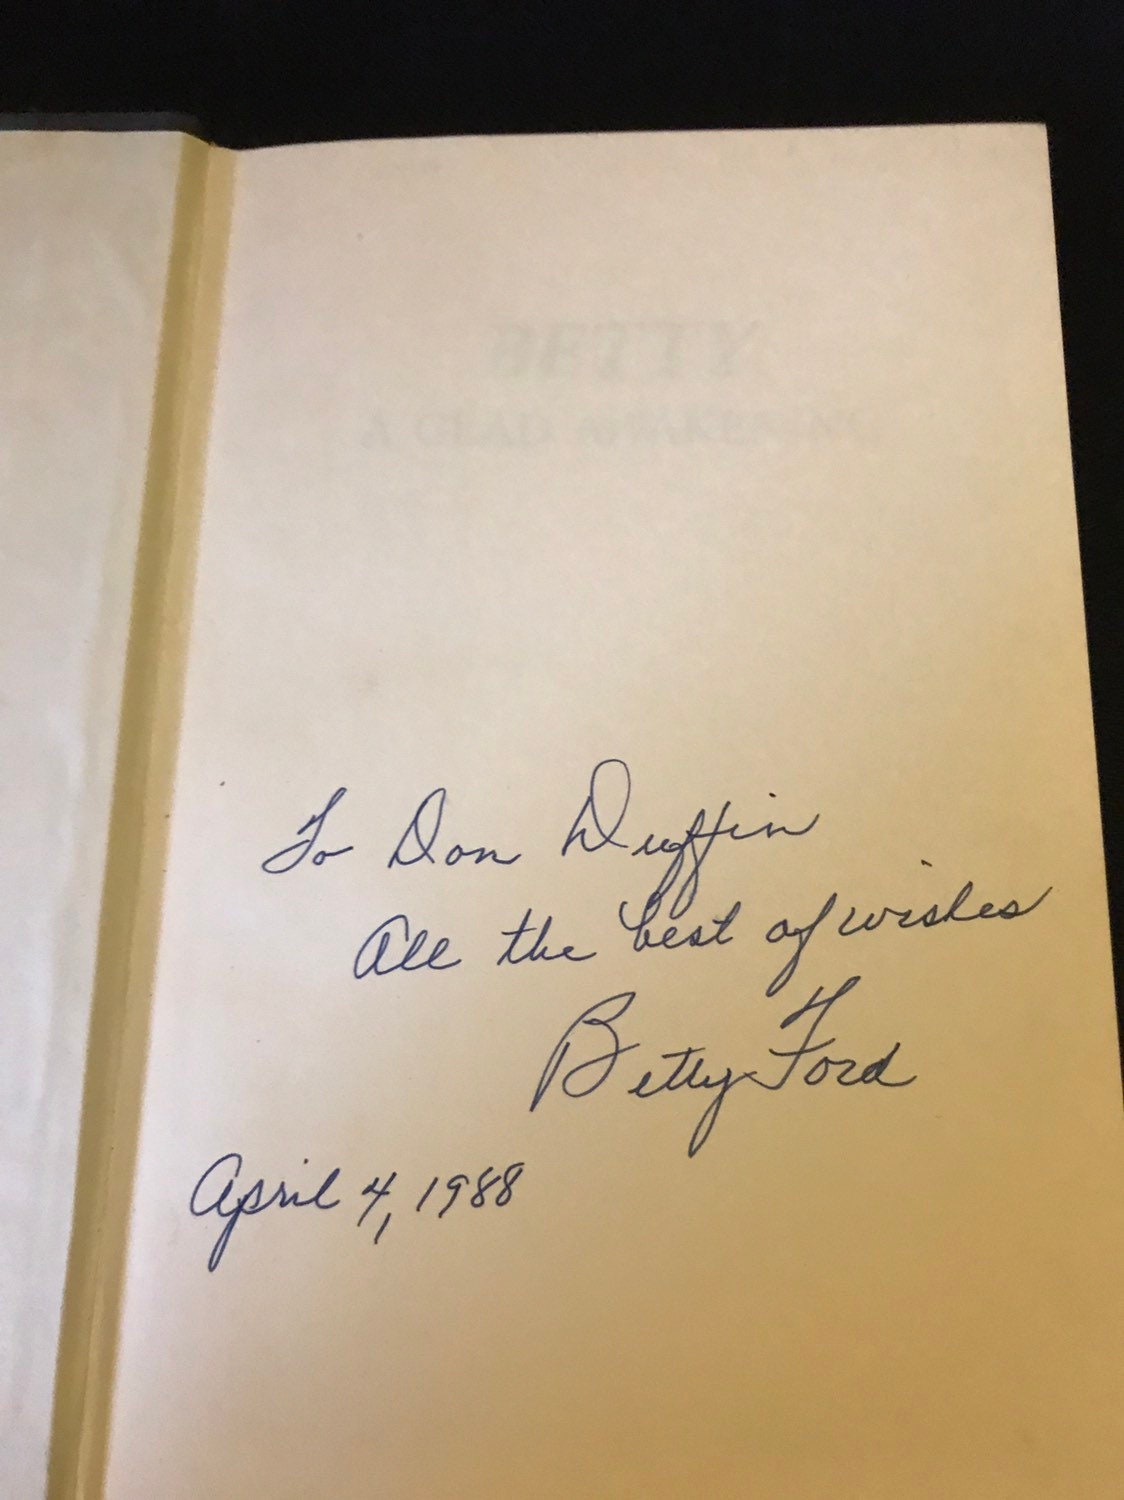 BETTY
A GLAD AWAKENING
To Don Duffin
All the best of wishes
Betty Ford
April 4, 1988